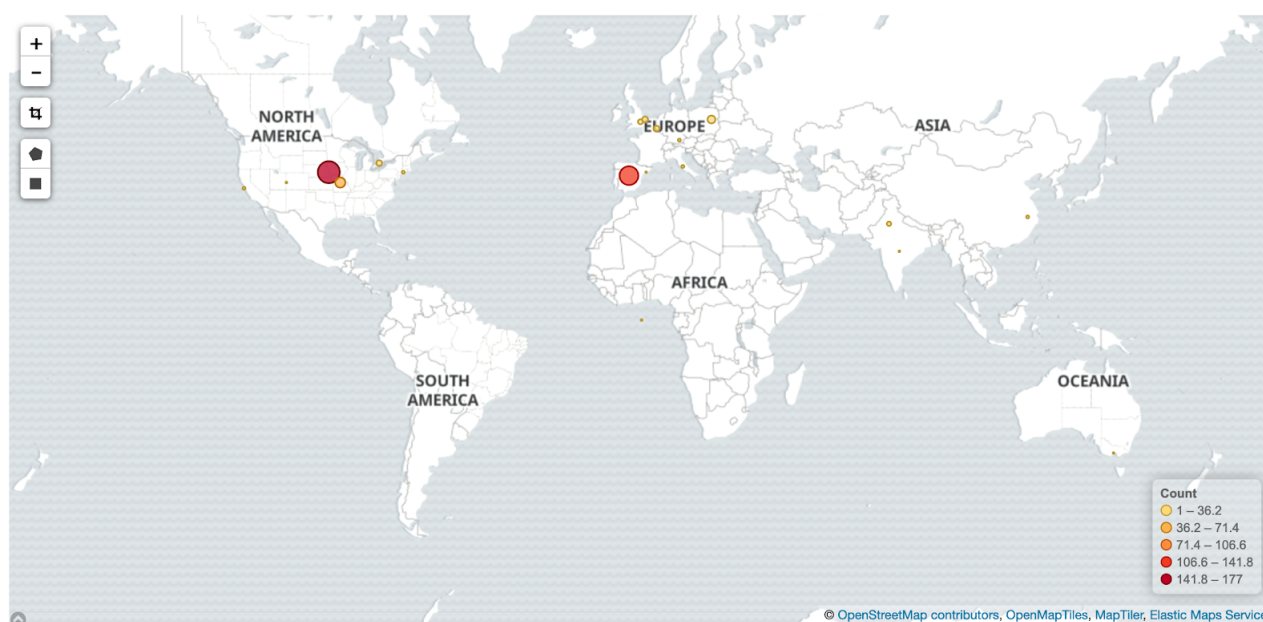 +
−
NORTH
AMERICA
EUROPE
ASIA
AFRICA
SOUTH
AMERICA
OCEANIA
Count
1 – 36.2
36.2 – 71.4
71.4 – 106.6
106.6 – 141.8
141.8 – 177
© OpenStreetMap contributors, OpenMapTiles, MapTiler, Elastic Maps Service